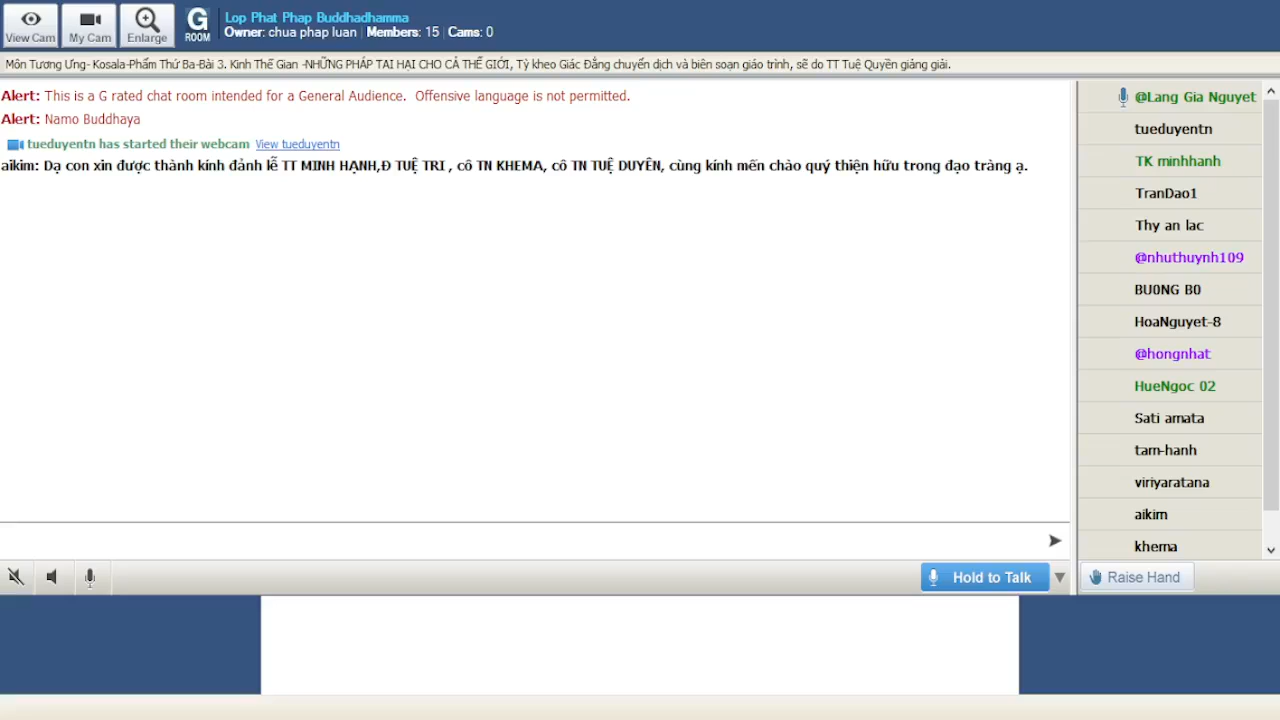 View Cam
My Cam
Enlarge
G
ROOM
Lop Phat Phap Buddhadhamma
Owner: chua phap luan | Members: 15 | Cams: 0
Môn Tương Ưng- Kosala-Phẩm Thứ Ba-Bài 3. Kinh Thế Gian -NHỮNG PHÁP TAI HẠI CHO CẢ THẾ GIỚI, Tỳ kheo Giác Đẳng chuyển dịch và biên soạn giáo trình, sẽ do TT Tuệ Quyền giảng giải.
Alert: This is a G rated chat room intended for a General Audience. Offensive language is not permitted.
Alert: Namo Buddhaya
tueduyentn has started their webcam View tueduyentn
aikim: Dạ con xin được thành kính đảnh lễ TT MINH HẠNH,Đ TUỆ TRI , cô TN KHEMA, cô TN TUỆ DUYÊN, cùng kính mến chào quý thiện hữu trong đạo tràng ạ.
@Lang Gia Nguyet
tueduyentn
TK minhhanh
TranDao1
Thy an lac
@nhuthuynh109
BU0NG B0
HoaNguyet-8
@hongnhat
HueNgoc 02
Sati amata
tam-hanh
viriyaratana
aikim
khema
Hold to Talk
Raise Hand